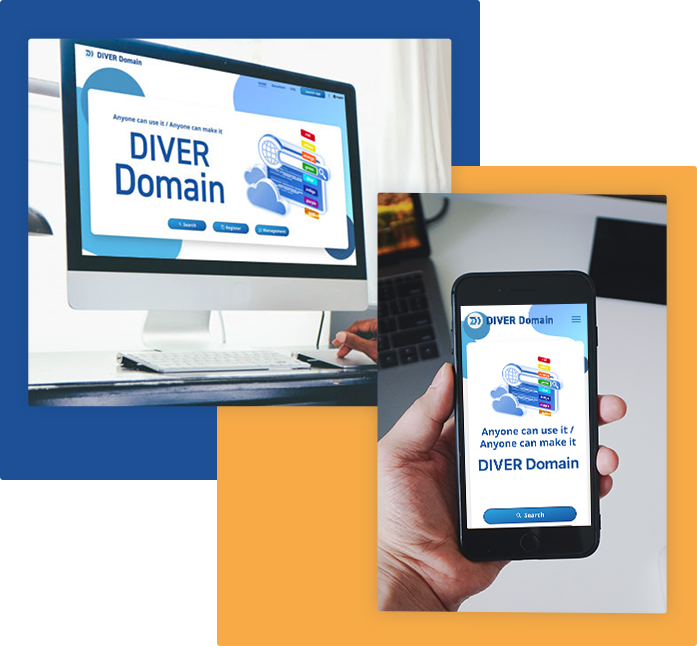 DIVER Domain
Anyone can use it / Anyone can make it
DIVER
Domain
Search
Register
Management
DIVER Domain
Anyone can use it /
Anyone can make it
DIVER Domain
Search